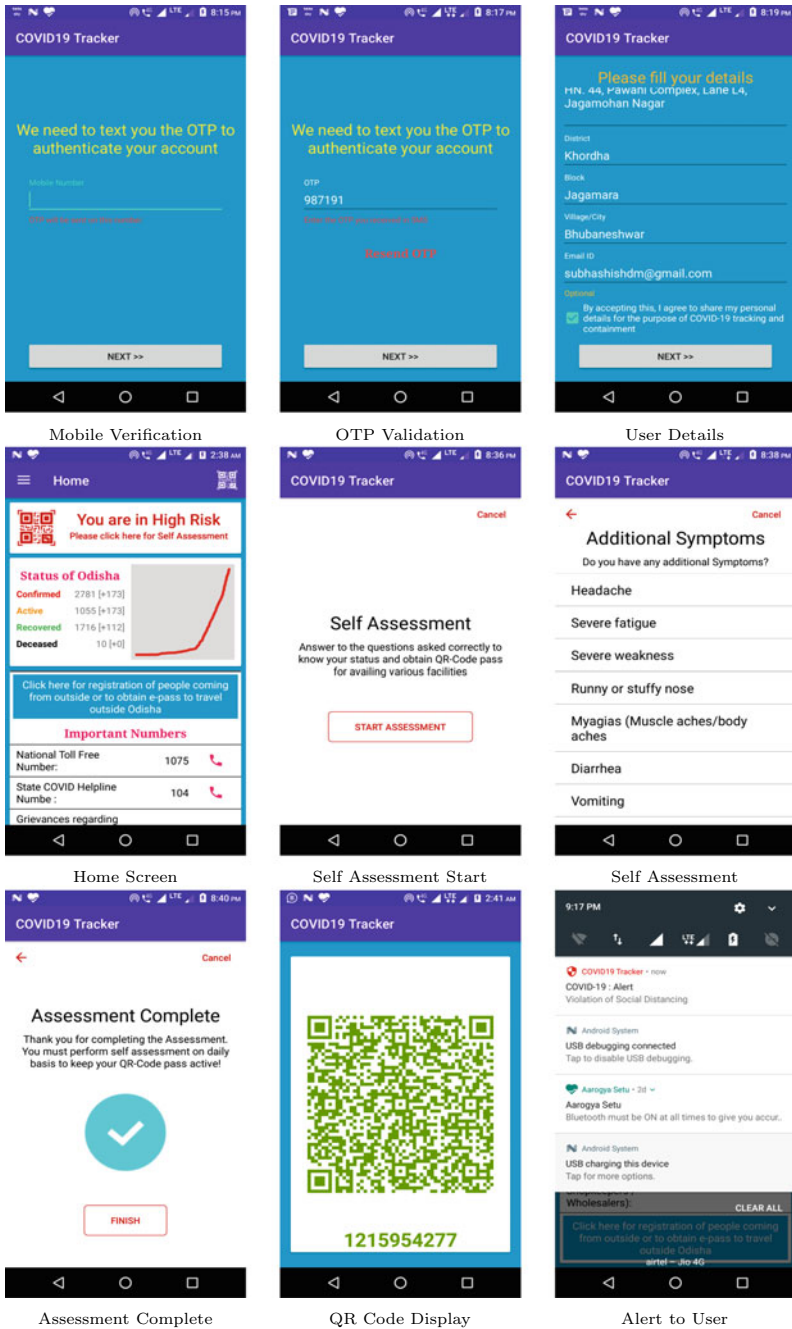 8:15 PM
COVID19 Tracker
We need to text you the OTP to
authenticate your account
Mobile Number
NEXT >>
Mobile Verification
8:17 PM
COVID19 Tracker
We need to text you the OTP to
authenticate your account
OTP
987191
Resend OTP
NEXT >>
OTP Validation
8:19 PM
COVID19 Tracker
Please fill your details
HN. 44, Pawani Complex, Lane L4,
Jagamohan Nagar
District
Khordha
Block
Jagamara
Village/City
Bhubaneshwar
Email ID
subhashishdm@gmail.com
Optional
By accepting this, I agree to share my personal
details for the purpose of COVID-19 tracking and
containment
NEXT >>
User Details
LTE 2:38 AM
Home
You are in High Risk
Please click here for Self Assessment
Status of Odisha
Confirmed 2781 [+173]
Active 1055 [+173]
Recovered 1716 [+112]
Deceased 10 [+0]
Click here for registration of people coming
from outside or to obtain e-pass to travel
outside Odisha
Important Numbers
National Toll Free
Number: 1075
State COVID Helpline
Numbe : 104
Grievances regarding
Home Screen
LTE 8:36 PM
COVID19 Tracker
Cancel
Self Assessment
Answer to the questions asked correctly to
know your status and obtain QR-Code pass
for availing various facilities
START ASSESSMENT
Self Assessment Start
LTE 8:38 PM
COVID19 Tracker
Cancel
Additional Symptoms
Do you have any additional Symptoms?
Headache
Severe fatigue
Severe weakness
Runny or stuffy nose
Myagias (Muscle aches/body
aches
Diarrhea
Vomiting
Self Assessment
LTE 8:40 PM
COVID19 Tracker
Cancel
Assessment Complete
Thank you for completing the Assessment.
You must perform self assessment on daily
basis to keep your QR-Code pass active!
FINISH
Assessment Complete
LTE 2:41 AM
COVID19 Tracker
1215954277
QR Code Display
9:17 PM
LTE
COVID19 Tracker • now
COVID-19 : Alert
Violation of Social Distancing
Android System
USB debugging connected
Tap to disable USB debugging.
Aarogya Setu • 2d
Aarogya Setu
Bluetooth must be ON at all times to give you accur..
Android System
USB charging this device
Tap for more options.
Wholesalers):
CLEAR ALL
Click here for registration of people coming
from outside or to obtain e-pass to travel
outside Odisha
airtel — Jio 4G
Alert to User